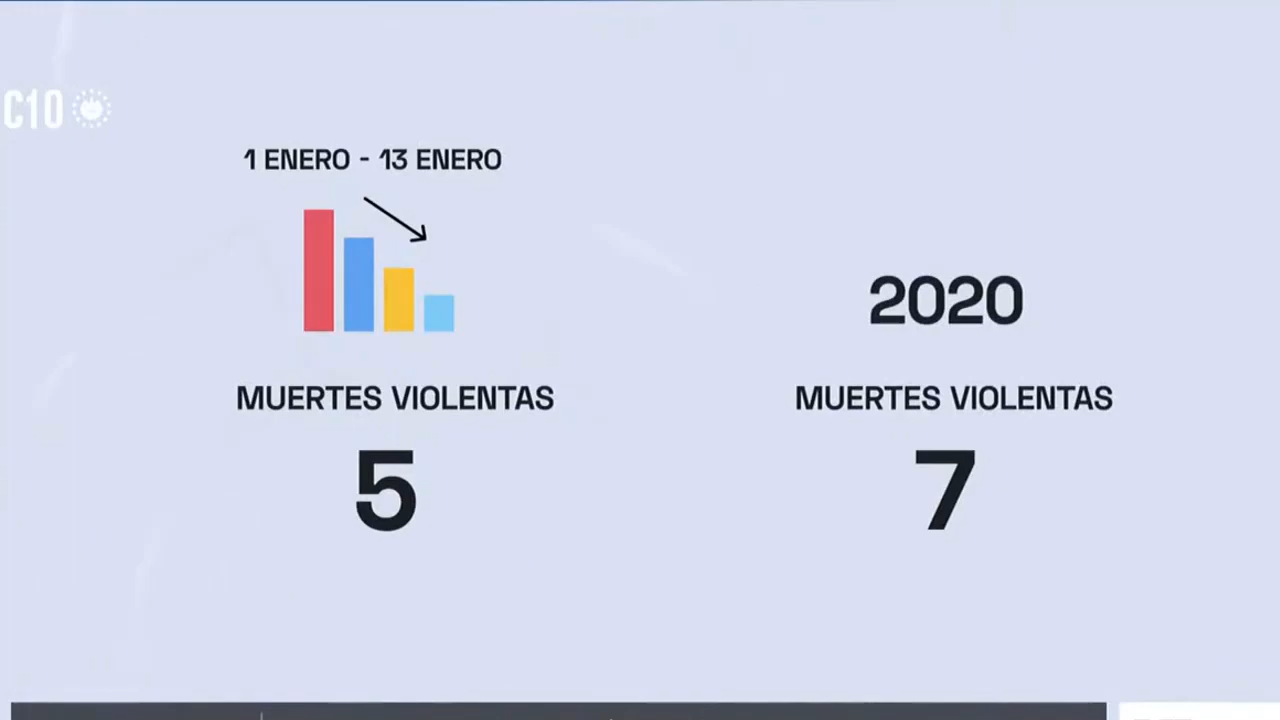 C10
1 ENERO - 13 ENERO
2020
MUERTES VIOLENTAS
5
MUERTES VIOLENTAS
7